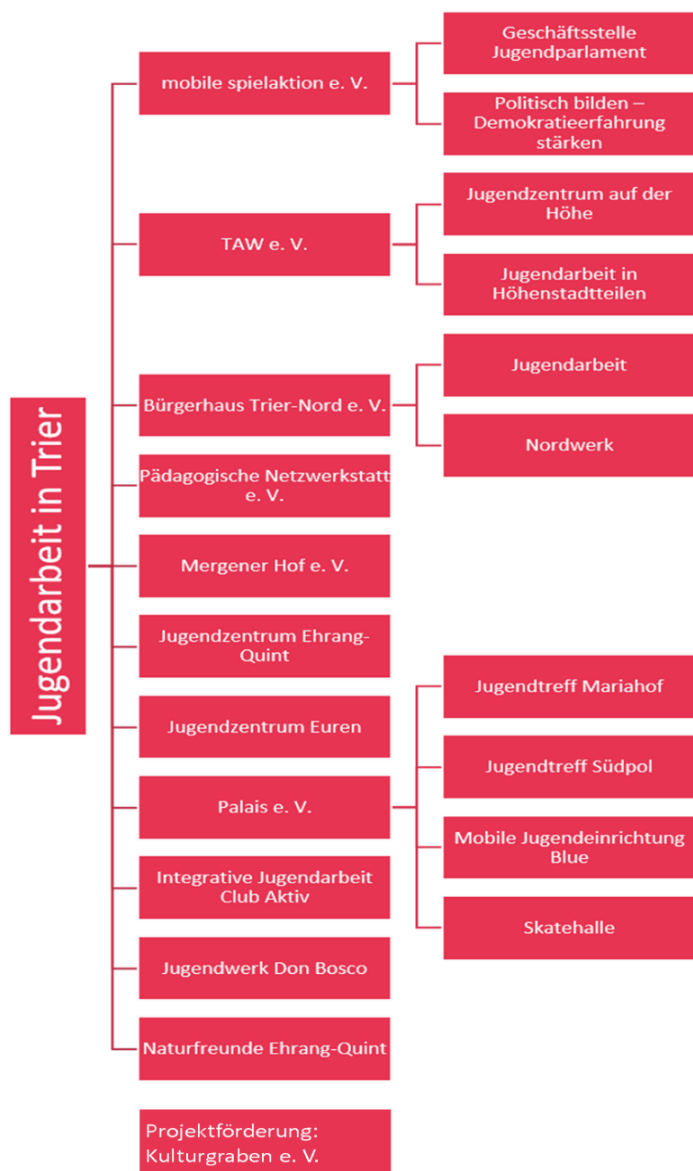 Jugendarbeit in Trier
mobile spielaktion e. V.
Geschäftsstelle
Jugendparlament
Politisch bilden –
Demokratieerfahrung
stärken
TAW e. V.
Jugendzentrum auf der
Höhe
Jugendarbeit in
Höhenstadtteilen
Bürgerhaus Trier-Nord e. V.
Jugendarbeit
Nordwerk
Pädagogische Netzwerkstatt
e. V.
Mergener Hof e. V.
Jugendzentrum Ehrang-
Quint
Jugendzentrum Euren
Palais e. V.
Jugendtreff Mariahof
Jugendtreff Südpol
Mobile Jugendeinrichtung
Blue
Skatehalle
Integrative Jugendarbeit
Club Aktiv
Jugendwerk Don Bosco
Naturfreunde Ehrang-Quint
Projektförderung:
Kulturgraben e. V.